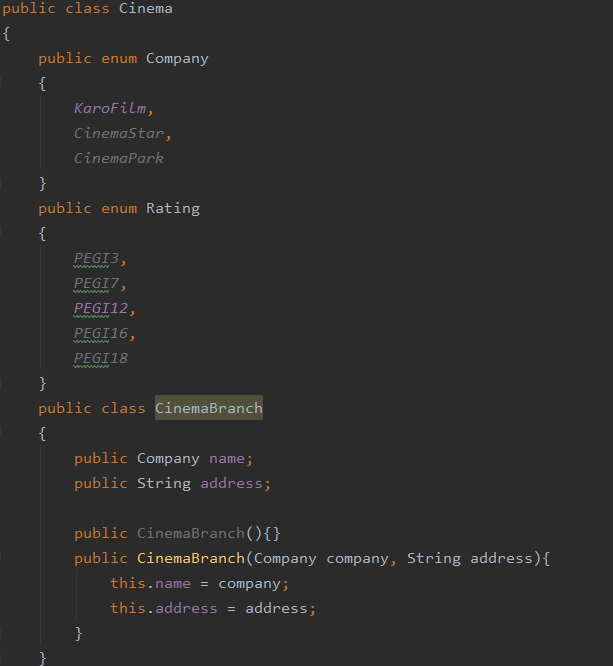 public class Cinema
{
    public enum Company
    {
        KaroFilm,
        CinemaStar,
        CinemaPark
    }
    public enum Rating
    {
        PEGI3,
        PEGI7,
        PEGI12,
        PEGI16,
        PEGI18
    }
    public class CinemaBranch
    {
        public Company name;
        public String address;

        public CinemaBranch(){}
        public CinemaBranch(Company company, String address){
            this.name = company;
            this.address = address;
        }
    }